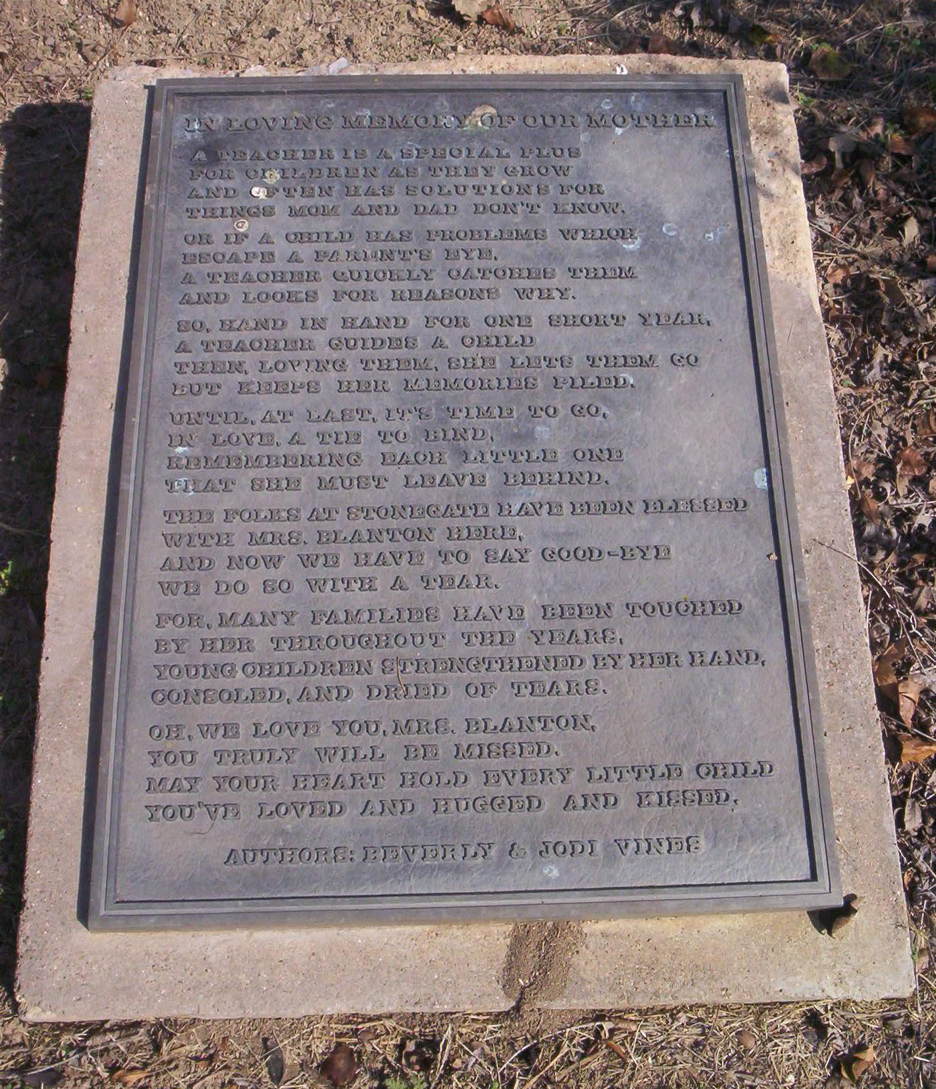 IN LOVING MEMORY OF OUR MOTHER
A TEACHER IS A SPECIAL PLUS
FOR CHILDREN AS THEY GROW
AND OFTEN HAS SOLUTIONS FOR
THINGS MOM AND DAD DON'T KNOW.
OR IF A CHILD HAS PROBLEMS WHICH
ESCAPE A PARENT'S EYE,
A TEACHER QUICKLY CATCHES THEM
AND LOOKS FOR REASONS WHY.
SO, HAND IN HAND FOR ONE SHORT YEAR,
A TEACHER GUIDES A CHILD
THEN, LOVING THEM, SHE LETS THEM GO
BUT KEEPS HER MEMORIES FILED.
UNTIL, AT LAST, IT'S TIME TO GO,
IN LOVE, A TIE TO BIND,
REMEMBERING EACH LITTLE ONE
THAT SHE MUST LEAVE BEHIND.
THE FOLKS AT STONEGATE HAVE BEEN BLESSED
WITH MRS. BLANTON HERE,
AND NOW WE HAVE TO SAY GOOD-BYE
WE DO SO WITH A TEAR.
FOR, MANY FAMILIES HAVE BEEN TOUCHED
BY HER THROUGHOUT THE YEARS,
YOUNG CHILDREN STRENGTHENED BY HER HAND,
CONSOLED, AND DRIED OF TEARS.
OH, WE LOVE YOU, MRS. BLANTON,
YOU TRULY WILL BE MISSED.
MAY YOUR HEART HOLD EVERY LITTLE CHILD
YOU'VE LOVED AND HUGGED AND KISSED.
AUTHORS: BEVERLY & JODI VINES